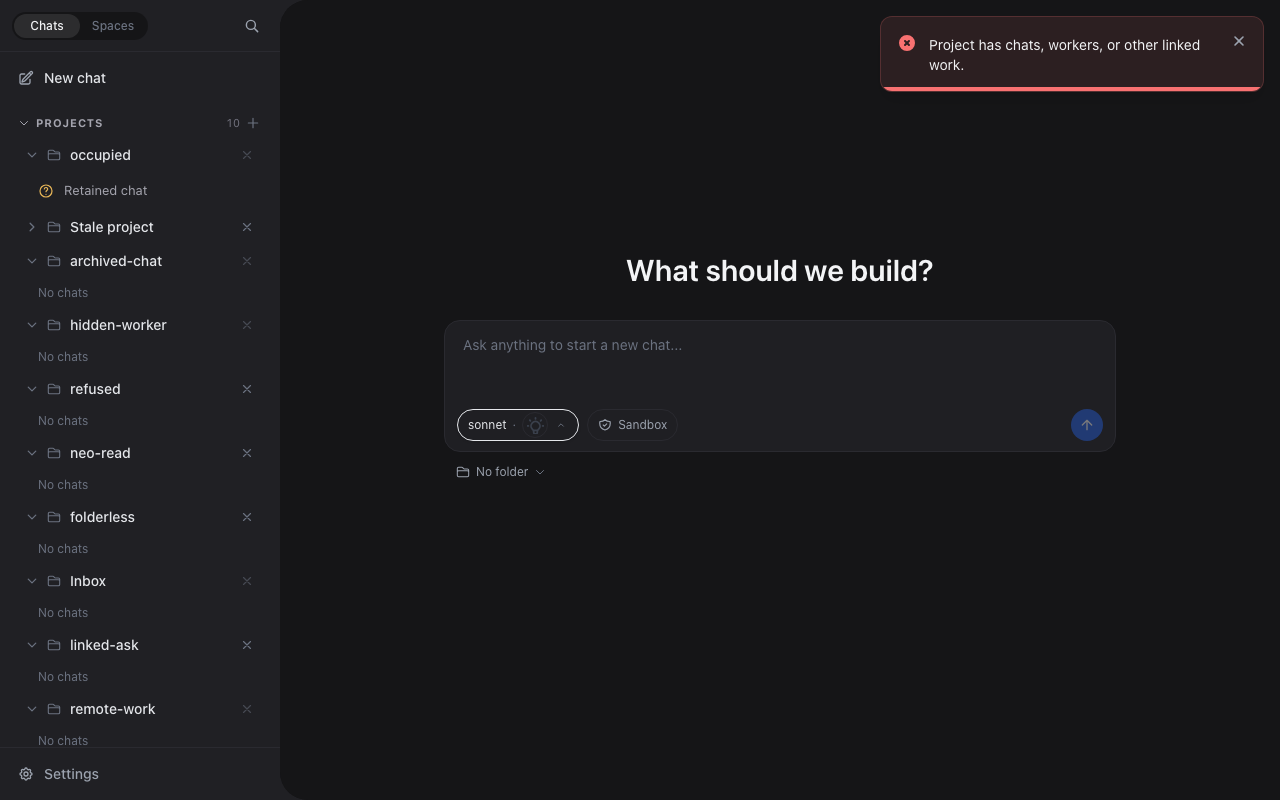 Chats
Spaces
New chat
PROJECTS
10
occupied
Retained chat
Stale project
archived-chat
No chats
hidden-worker
No chats
refused
No chats
neo-read
No chats
folderless
No chats
Inbox
No chats
linked-ask
No chats
remote-work
No chats
Settings
Project has chats, workers, or other linked
work.
What should we build?
Ask anything to start a new chat...
sonnet ·
Sandbox
No folder